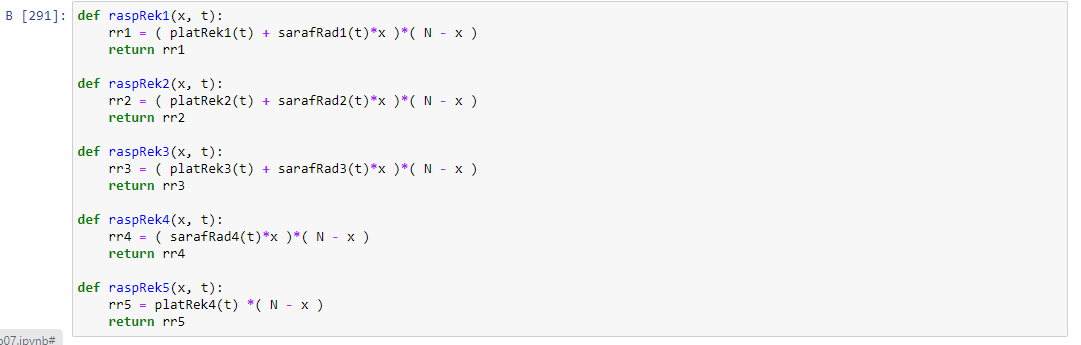 В [291]:
def raspRek1(x, t):
    rr1 = ( platRek1(t) + sarafRad1(t)*x )*( N - x )
    return rr1

def raspRek2(x, t):
    rr2 = ( platRek2(t) + sarafRad2(t)*x )*( N - x )
    return rr2

def raspRek3(x, t):
    rr3 = ( platRek3(t) + sarafRad3(t)*x )*( N - x )
    return rr3

def raspRek4(x, t):
    rr4 = ( sarafRad4(t)*x )*( N - x )
    return rr4

def raspRek5(x, t):
    rr5 = platRek4(t) *( N - x )
    return rr5
07.ipynb#